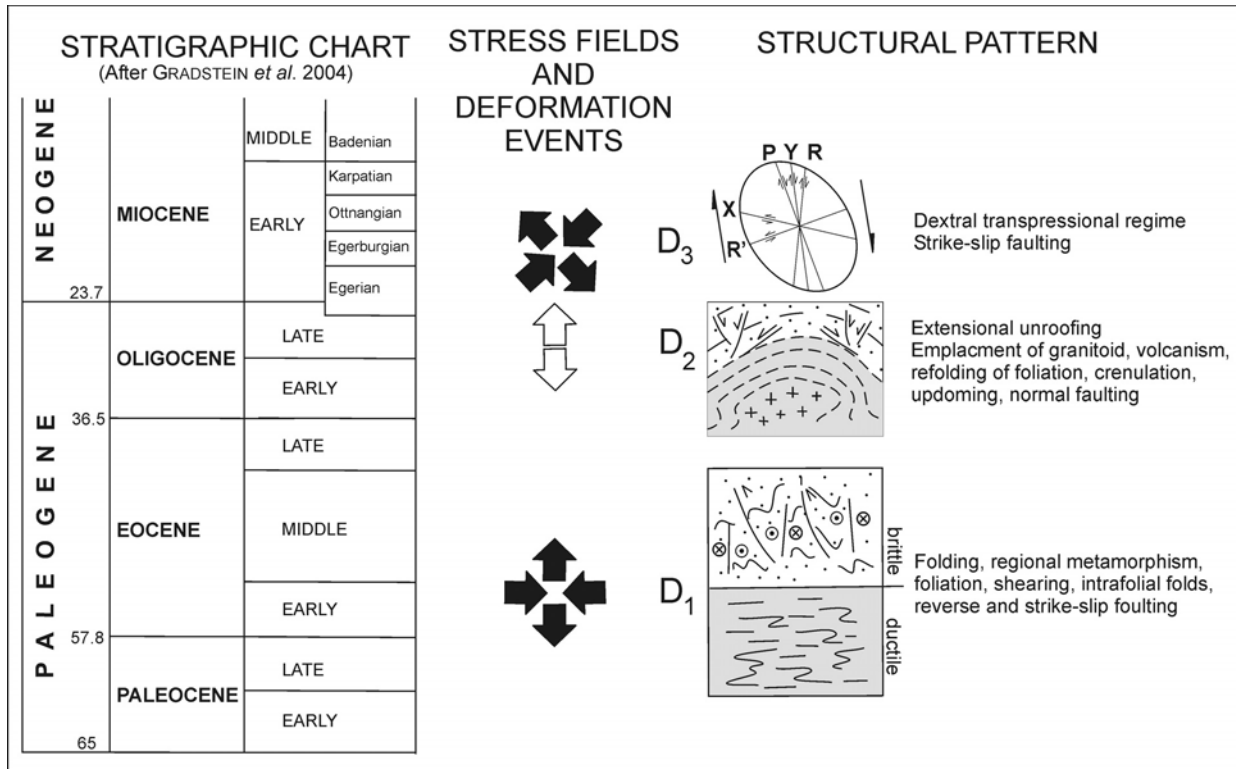 STRATIGRAPHIC CHART
(After GRADSTEIN et al. 2004)
NEOGENE
PALEOGENE
MIOCENE
OLIGOCENE
EOCENE
PALEOCENE
23.7
36.5
57.8
65
MIDDLE
EARLY
LATE
EARLY
LATE
MIDDLE
EARLY
LATE
EARLY
Badenian
Karpatian
Ottnangian
Egerburgian
Egerian
STRESS FIELDS
AND
DEFORMATION
EVENTS
STRUCTURAL PATTERN
D3
P Y R
X
R'
Dextral transpressional regime
Strike-slip faulting
D2
Extensional unroofing
Emplacment of granitoid, volcanism,
refolding of foliation, crenulation,
updoming, normal faulting
D1
brittle
ductile
Folding, regional metamorphism,
foliation, shearing, intrafolial folds,
reverse and strike-slip foulting